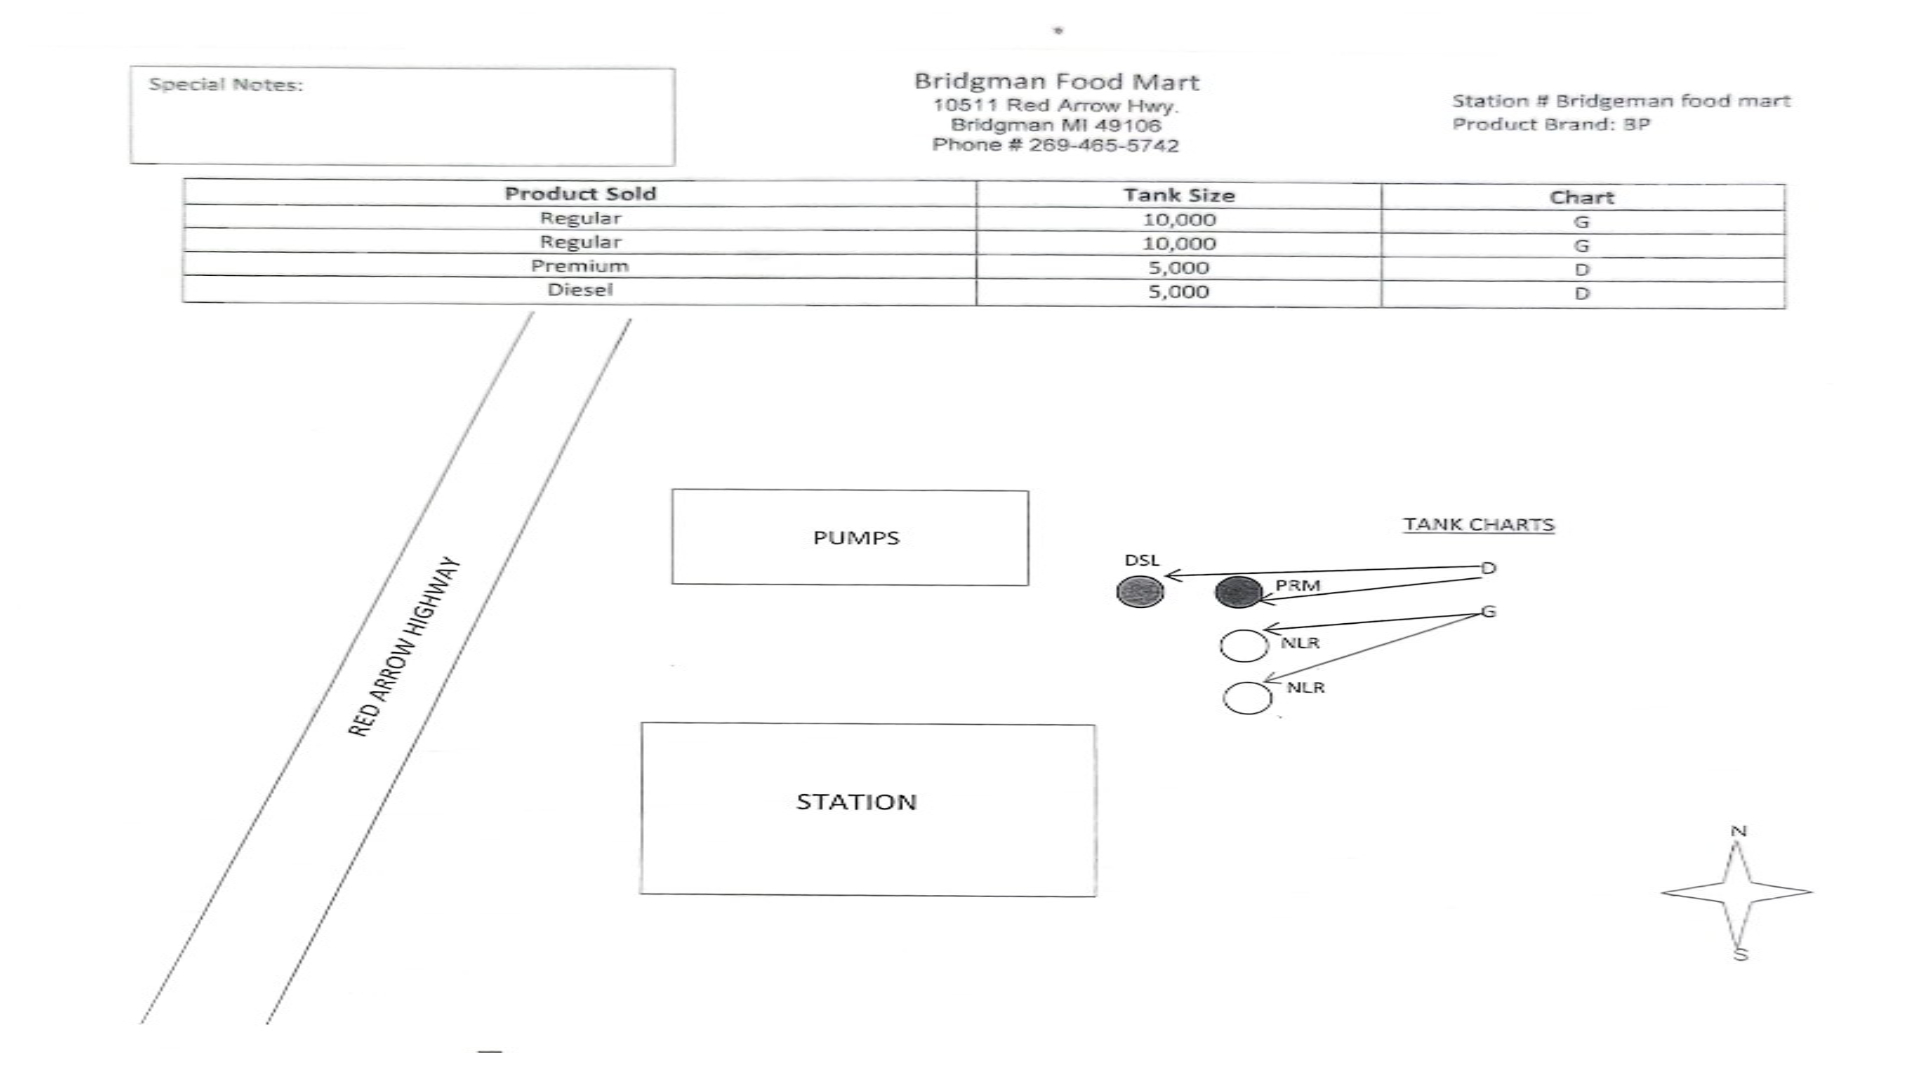 Special Notes:
Bridgman Food Mart
10511 Red Arrow Hwy.
Bridgman MI 49106
Phone # 269-465-5742
Station # Bridgeman food mart
Product Brand: BP
Product Sold Tank Size Chart
Regular 10,000 G
Regular 10,000 G
Premium 5,000 D
Diesel 5,000 D
RED ARROW HIGHWAY
PUMPS
TANK CHARTS
DSL
D
PRM
G
NLR
NLR
STATION
N
S